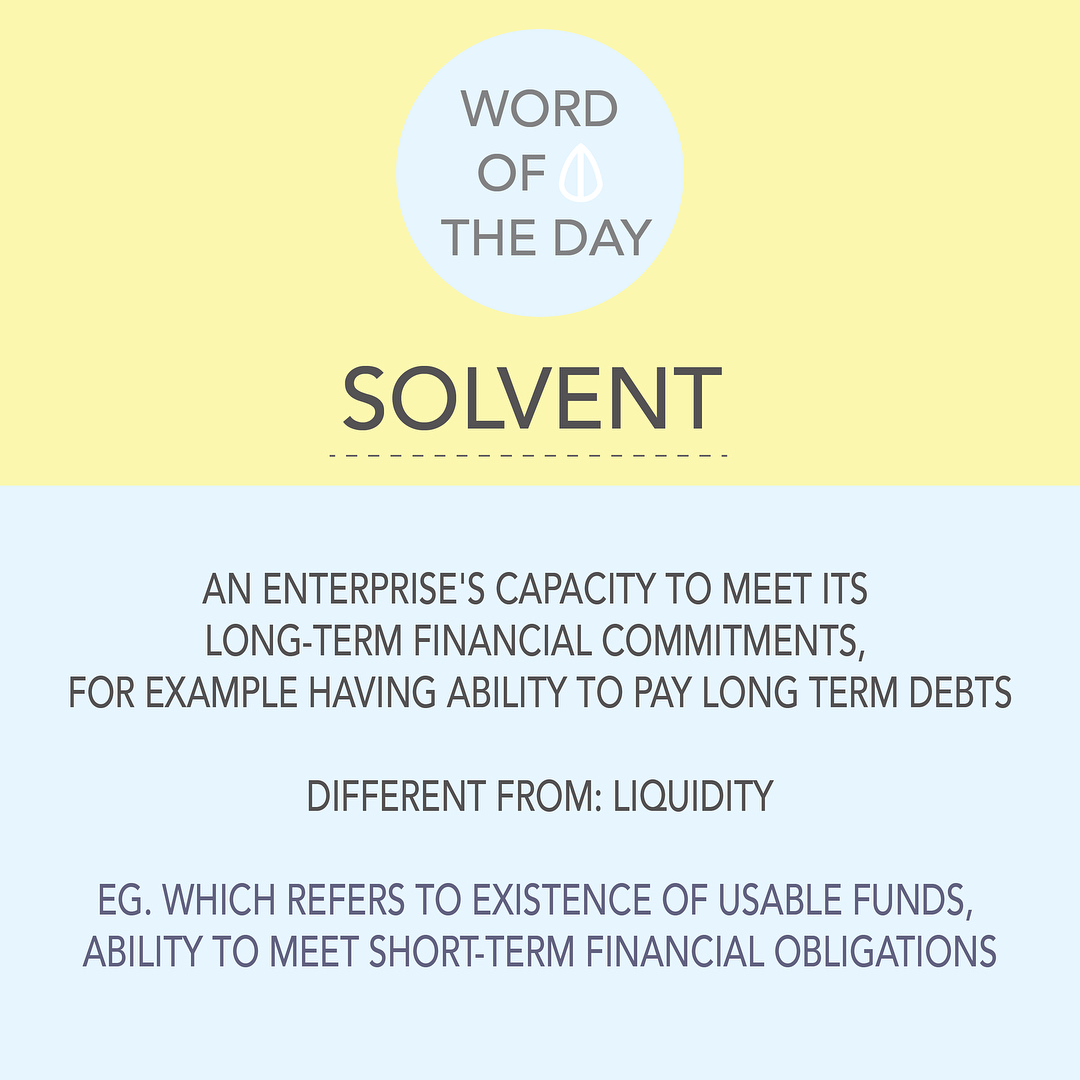 WORD
OF
THE DAY
SOLVENT
AN ENTERPRISE'S CAPACITY TO MEET ITS
LONG-TERM FINANCIAL COMMITMENTS,
FOR EXAMPLE HAVING ABILITY TO PAY LONG TERM DEBTS
DIFFERENT FROM: LIQUIDITY
EG. WHICH REFERS TO EXISTENCE OF USABLE FUNDS,
ABILITY TO MEET SHORT-TERM FINANCIAL OBLIGATIONS